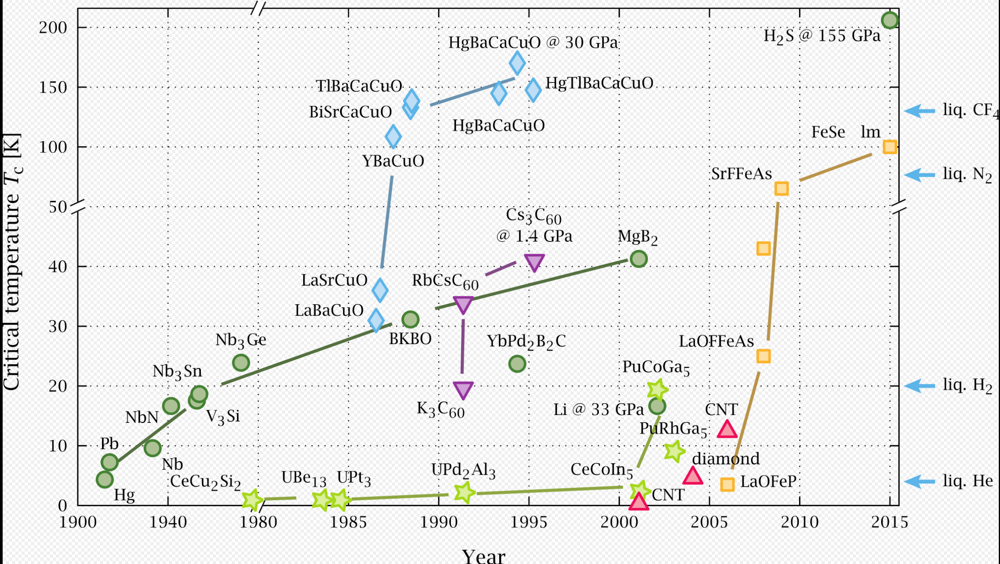 200
H₂S @ 155 GPa
HgBaCaCuO @ 30 GPa
TlBaCaCuO
HgTlBaCaCuO
150
BiSrCaCuO
liq. CF₄
HgBaCaCuO
FeSe lm
100
YBaCuO
SrFFeAs
liq. N₂
50
Cs₃C₆₀
@ 1.4 GPa
MgB₂
Critical temperature Tc [K]
40
LaSrCuO
RbCsC₆₀
LaBaCuO
30
BKBO
Nb₃Ge
YbPd₂B₂C
LaOFFeAs
Nb₃Sn
PuCoGa₅
20
liq. H₂
NbN
V₃Si
K₃C₆₀
Li @ 33 GPa
CNT
PuRhGa₅
Pb
10
Nb
diamond
CeCu₂Si₂
UBe₁₃
UPt₃
UPd₂Al₃
CeCoIn₅
LaOFeP
liq. He
Hg
CNT
0
1900
1940
1980
1985
1990
1995
2000
2005
2010
2015
Year